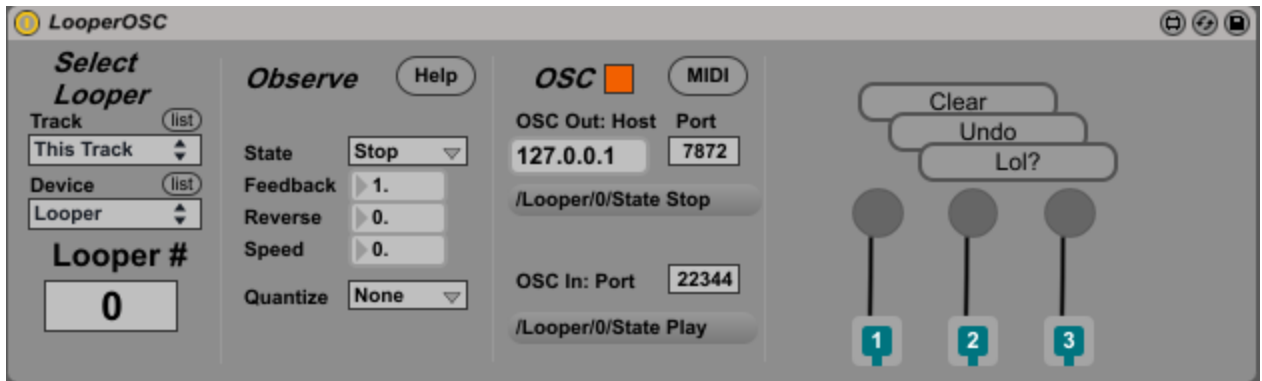 LooperOSC
Select
Looper
Track list
This Track
Device list
Looper
Looper #
0
Observe Help
State Stop
Feedback 1.
Reverse 0.
Speed 0.
Quantize None
OSC MIDI
OSC Out: Host Port
127.0.0.1 7872
/Looper/0/State Stop
OSC In: Port 22344
/Looper/0/State Play
Clear
Undo
Lol?
1 2 3